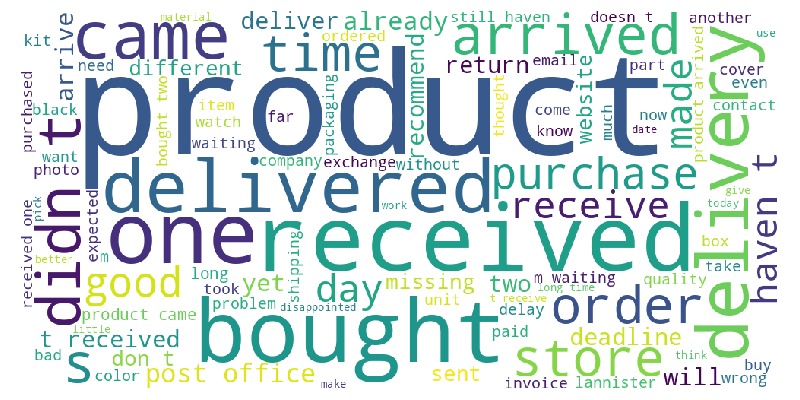 material
came
deliver
already
still haven
doesn t
another
kit
time
ordered
arrived
use
need
different
arrive
return
email
part
cover
even
product
recommend
website
made
purchased
black
bought two
item
watch
packaging
thought
come
know
much
now
date
contact
product arrived
delivery
want
photo
waiting
far
company
exchange
without
didn t
delivered
work
purchase
haven t
pick
expected
one
received
receive
give
today
received one
better
m
good
long
took
yet
shipping
day
missing
two
m waiting
long time
quality
box
take
product came
little
problem
disappointed
bought
unit
t receive
delay
order
t received
bad
s
don t
color
post office
make
sent
paid
invoice
store
deadline
lannister
will
think
buy
wrong